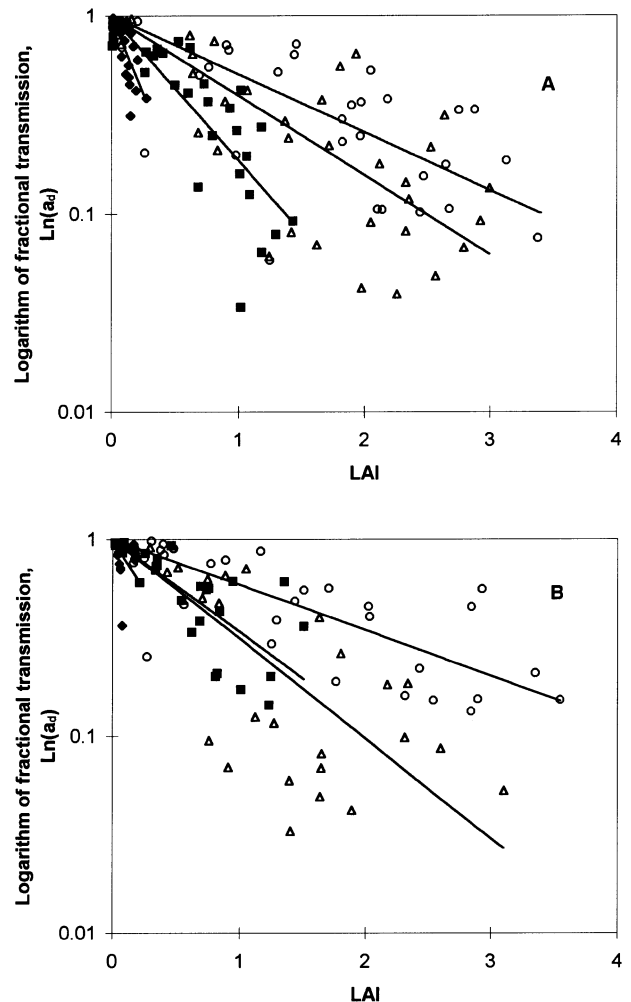 Logarithm of fractional transmission,
Ln(ad)
1
0.1
0.01
A
0
1
2
3
4
LAI
Logarithm of fractional transmission,
Ln(ad)
1
0.1
0.01
B
0
1
2
3
4
LAI